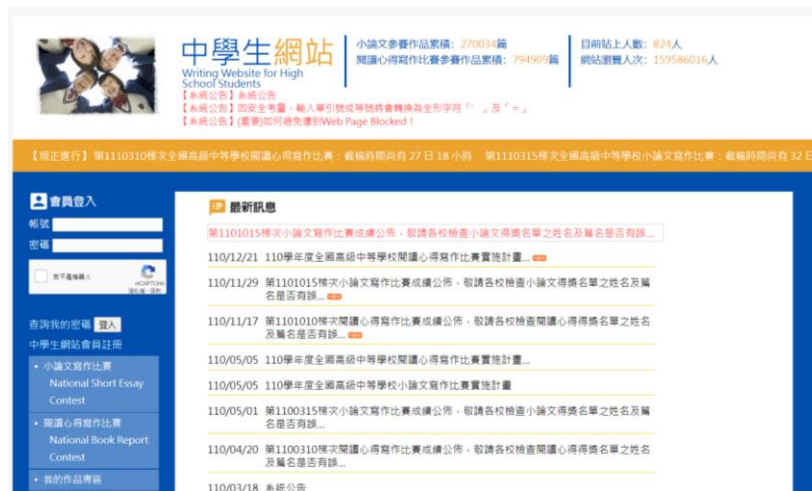 中學生網站
Writing Website for High
School Students
小論文參賽作品累積：270034篇
閱讀心得寫作比賽參賽作品累積：794909篇
目前站上人數：824人
網站瀏覽人次：159586016人
【系統公告】系統公告
【系統公告】因安全考量，輸入單引號或等號將會轉換為全形字符「’」及「＝」
【系統公告】(重要)如何避免遭到Web Page Blocked！
【現正進行】第1110310梯次全國高級中等學校閱讀心得寫作比賽：截稿時間尚有 27 日 18 小時 第1110315梯次全國高級中等學校小論文寫作比賽：截稿時間尚有 32 日
會員登入
帳號
密碼
我不是機器人
reCAPTCHA
隱私權 - 條款
查詢我的密碼 登入
中學生網站會員註冊
小論文寫作比賽
National Short Essay
Contest
閱讀心得寫作比賽
National Book Report
Contest
我的作品專區
最新訊息
第1101015梯次小論文寫作比賽成績公佈，敬請各校檢查小論文得獎名單之姓名及篇名是否有誤...
110/12/21 110學年度全國高級中等學校閱讀心得寫作比賽實施計畫...
110/11/29 第1101015梯次小論文寫作比賽成績公佈，敬請各校檢查小論文得獎名單之姓名及篇
名是否有誤...
110/11/17 第1101010梯次閱讀心得寫作比賽成績公佈，敬請各校檢查閱讀心得得獎名單之姓名
及篇名是否有誤...
110/05/05 110學年度全國高級中等學校閱讀心得寫作比賽實施計畫...
110/05/05 110學年度全國高級中等學校小論文寫作比賽實施計畫
110/05/01 第1100315梯次小論文寫作比賽成績公佈，敬請各校檢查小論文得獎名單之姓名及篇
名是否有誤...
110/04/20 第1100310梯次閱讀心得寫作比賽成績公佈，敬請各校檢查閱讀心得得獎名單之姓名
及篇名是否有誤...
110/03/18 系統公告